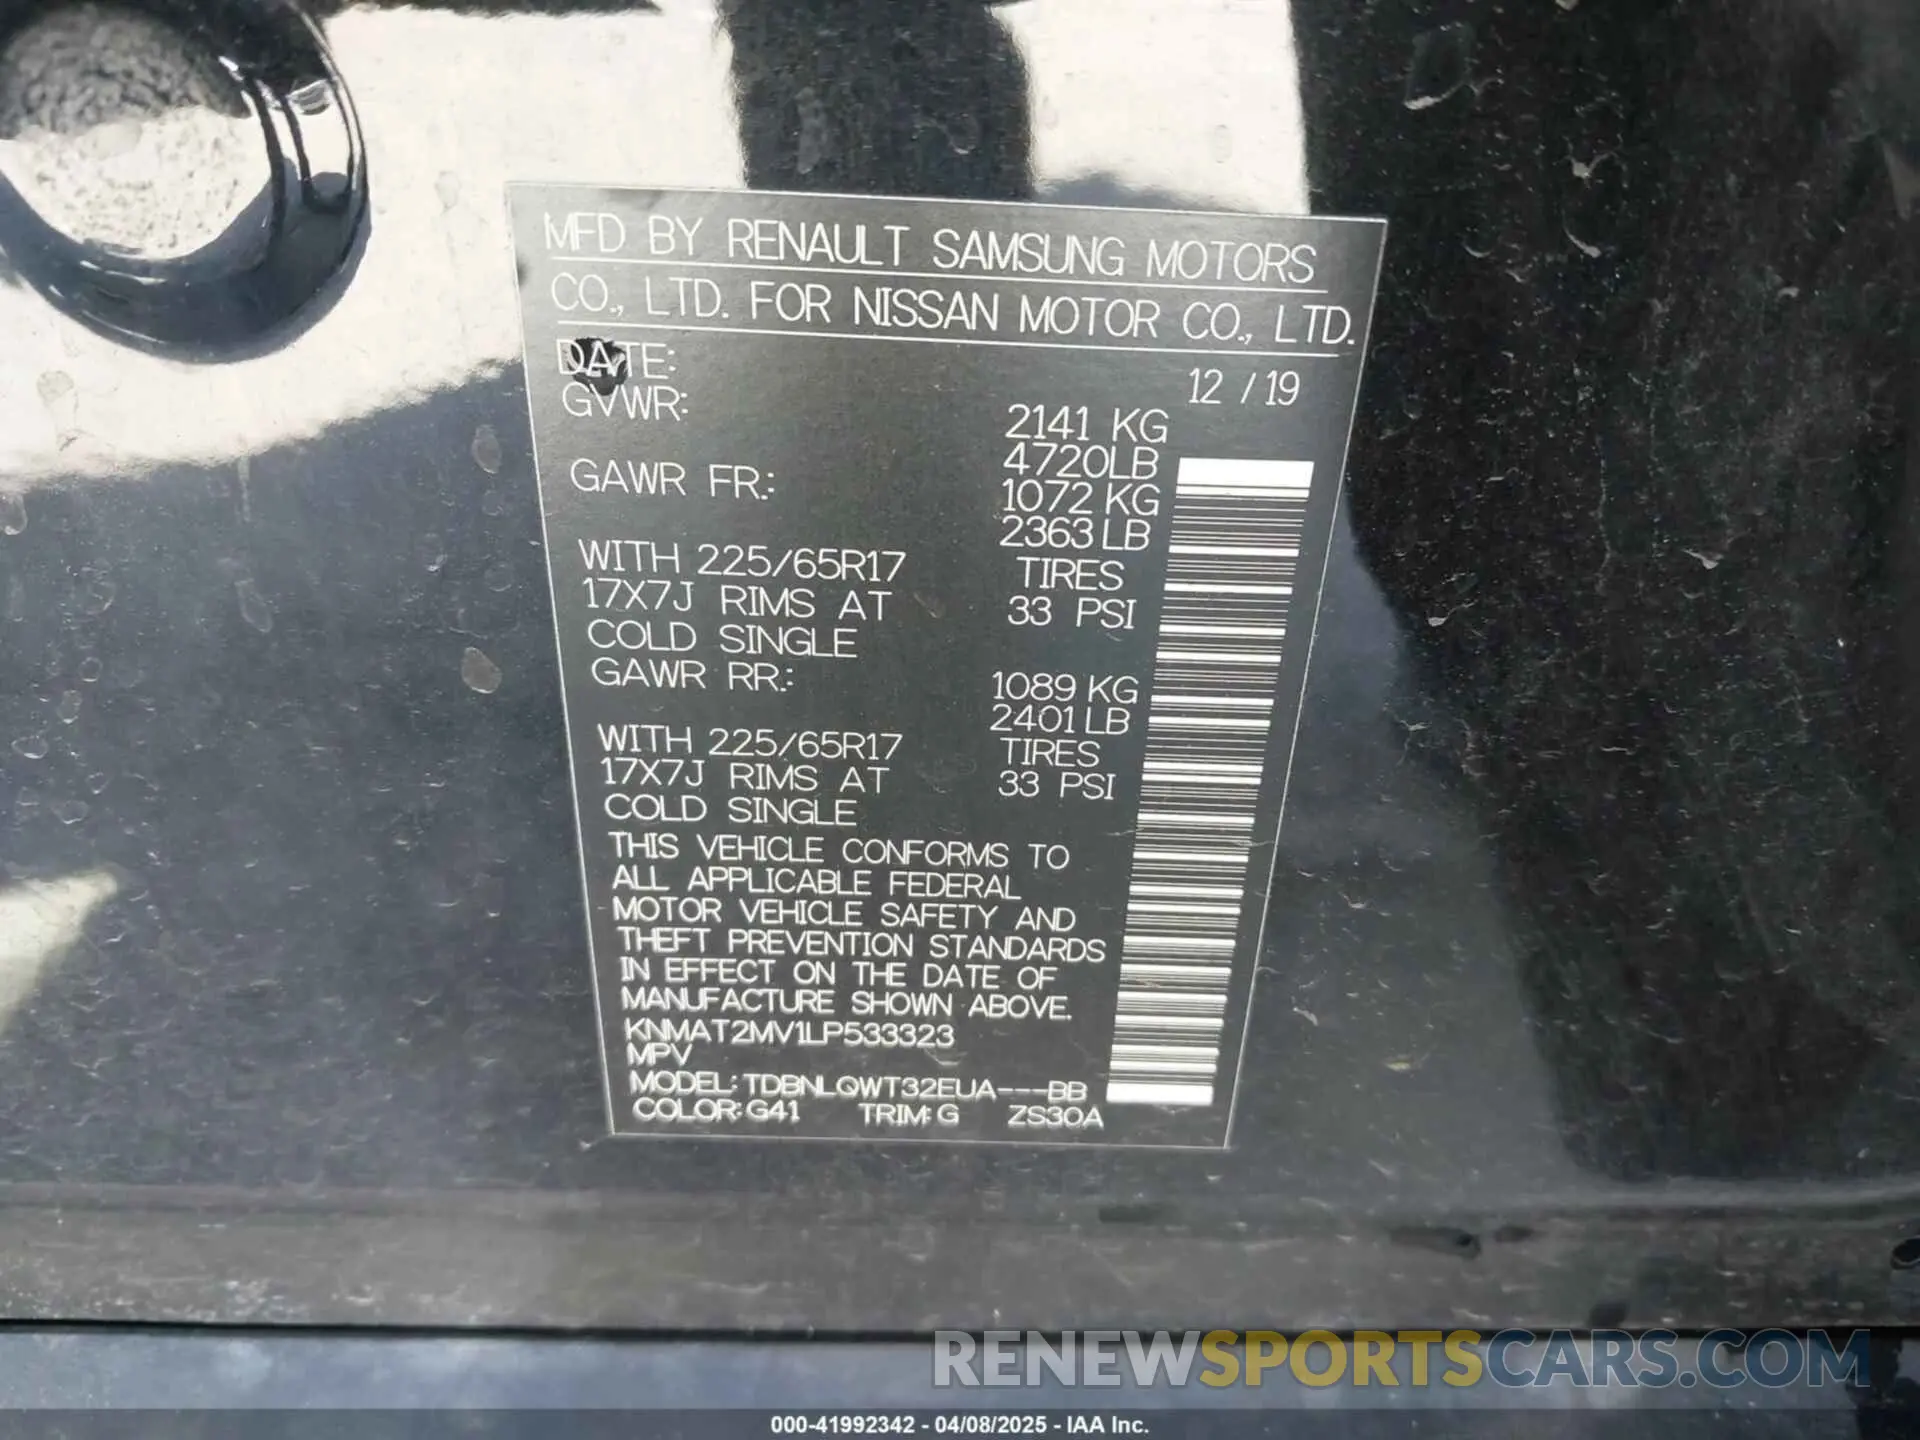 MFD BY RENAULT SAMSUNG MOTORS
CO., LTD. FOR NISSAN MOTOR CO., LTD.
DATE: 12 / 19
GVWR: 2141 KG
4720LB
GAWR FR.: 1072 KG
2363 LB
WITH 225/65R17 TIRES
17X7J RIMS AT 33 PSI
COLD SINGLE
GAWR RR.: 1089 KG
2401 LB
WITH 225/65R17 TIRES
17X7J RIMS AT 33 PSI
COLD SINGLE
THIS VEHICLE CONFORMS TO
ALL APPLICABLE FEDERAL
MOTOR VEHICLE SAFETY AND
THEFT PREVENTION STANDARDS
IN EFFECT ON THE DATE OF
MANUFACTURE SHOWN ABOVE.
KNMAT2MV1LP533323
MPV
MODEL: TDBNLQWT32EUA---BB
COLOR: G41 TRIM: G ZS30A
RENEWSPORTSCARS.COM
000-41992342 - 04/08/2025 - IAA Inc.